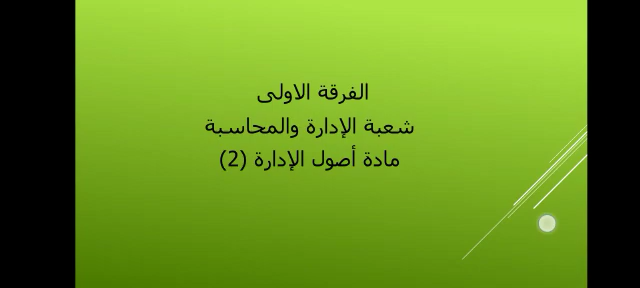 الفرقة الاولى
شعبة الإدارة والمحاسبة
مادة أصول الإدارة (2)